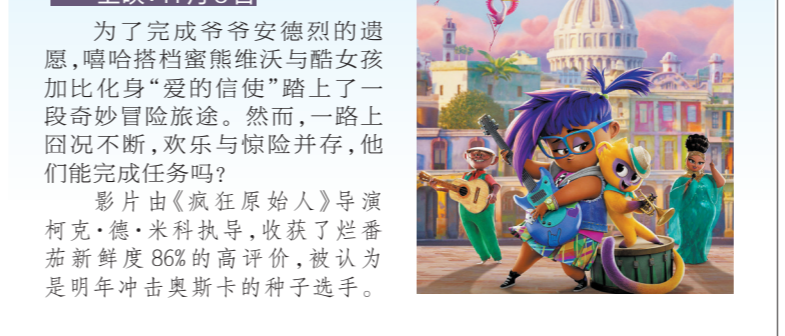 为了完成爷爷安德烈的遗
愿,嘻哈搭档蜜熊维沃与酷女孩
加比化身“爱的信使”踏上了一
段奇妙冒险旅途。然而,一路上
囧况不断,欢乐与惊险并存,他
们能完成任务吗?
影片由《疯狂原始人》导演
柯克·德·米科执导,收获了烂番
茄新鲜度86%的高评价,被认为
是明年冲击奥斯卡的种子选手。